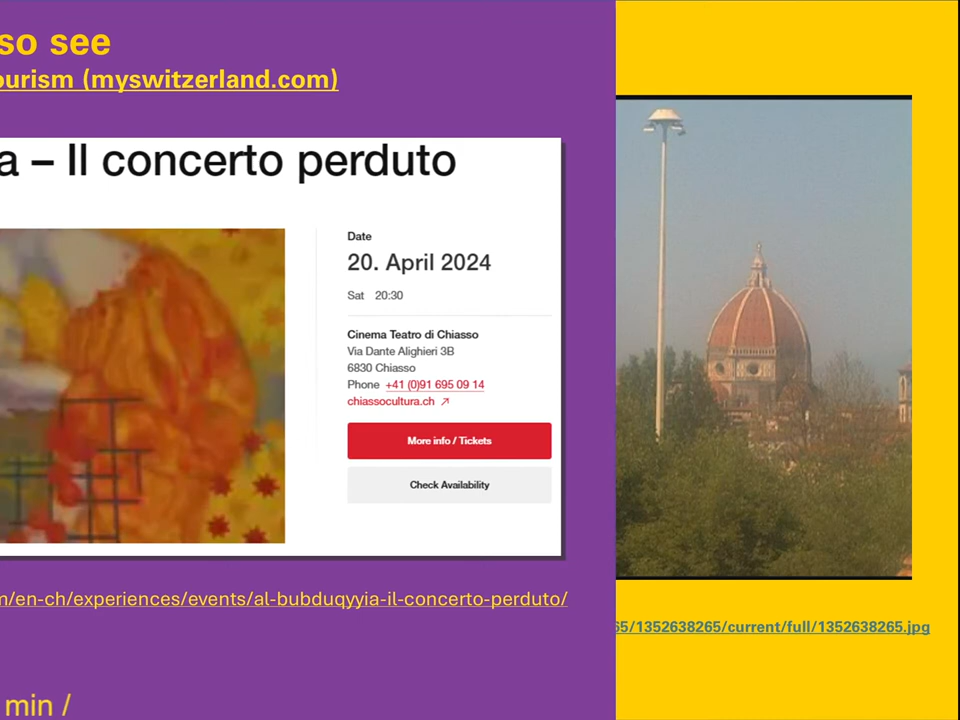 so see
ourism (myswitzerland.com)
a – Il concerto perduto
Date
20. April 2024
Sat 20:30
Cinema Teatro di Chiasso
Via Dante Alighieri 3B
6830 Chiasso
Phone +41 (0)91 695 09 14
chiassocultura.ch ↗
More info / Tickets
Check Availability
m/en-ch/experiences/events/al-bubduqyyia-il-concerto-perduto/
65/1352638265/current/full/1352638265.jpg
min /